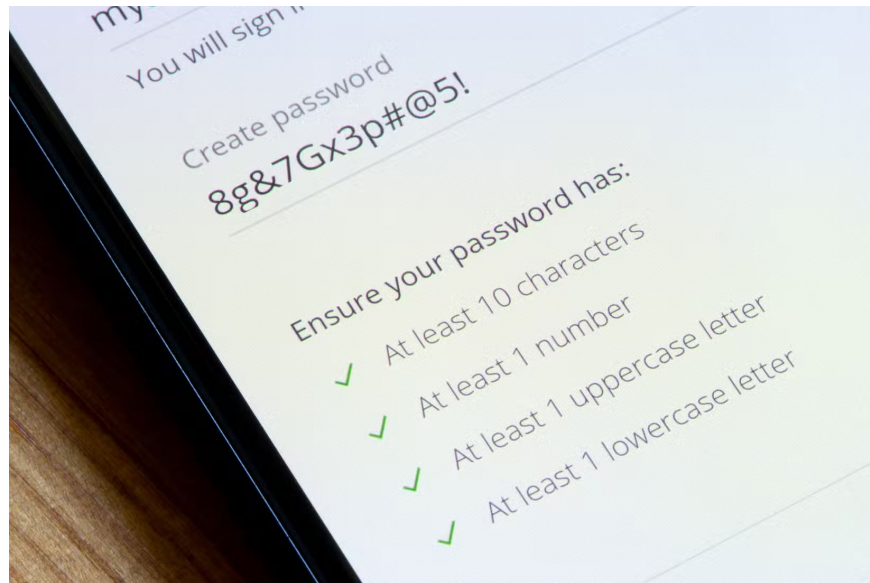 my
You will sign i
Create password
8g&7Gx3p#@5!
Ensure your password has:
At least 10 characters
At least 1 number
At least 1 uppercase letter
At least 1 lowercase letter